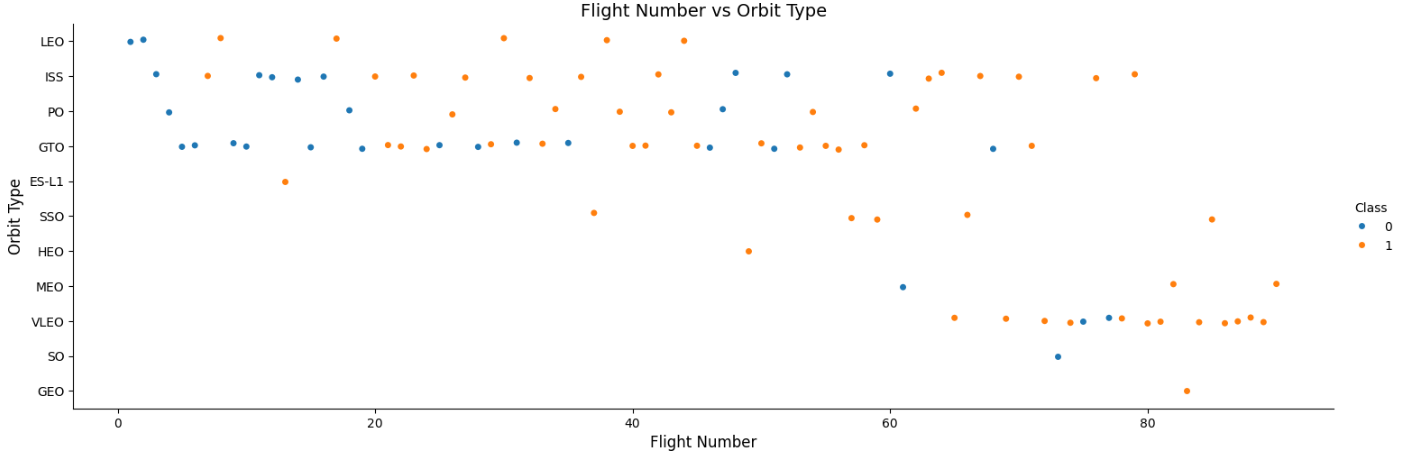 Flight Number vs Orbit Type
Orbit Type
LEO
ISS
PO
GTO
ES-L1
SSO
HEO
MEO
VLEO
SO
GEO
0 20 40 60 80
Flight Number
Class
0
1